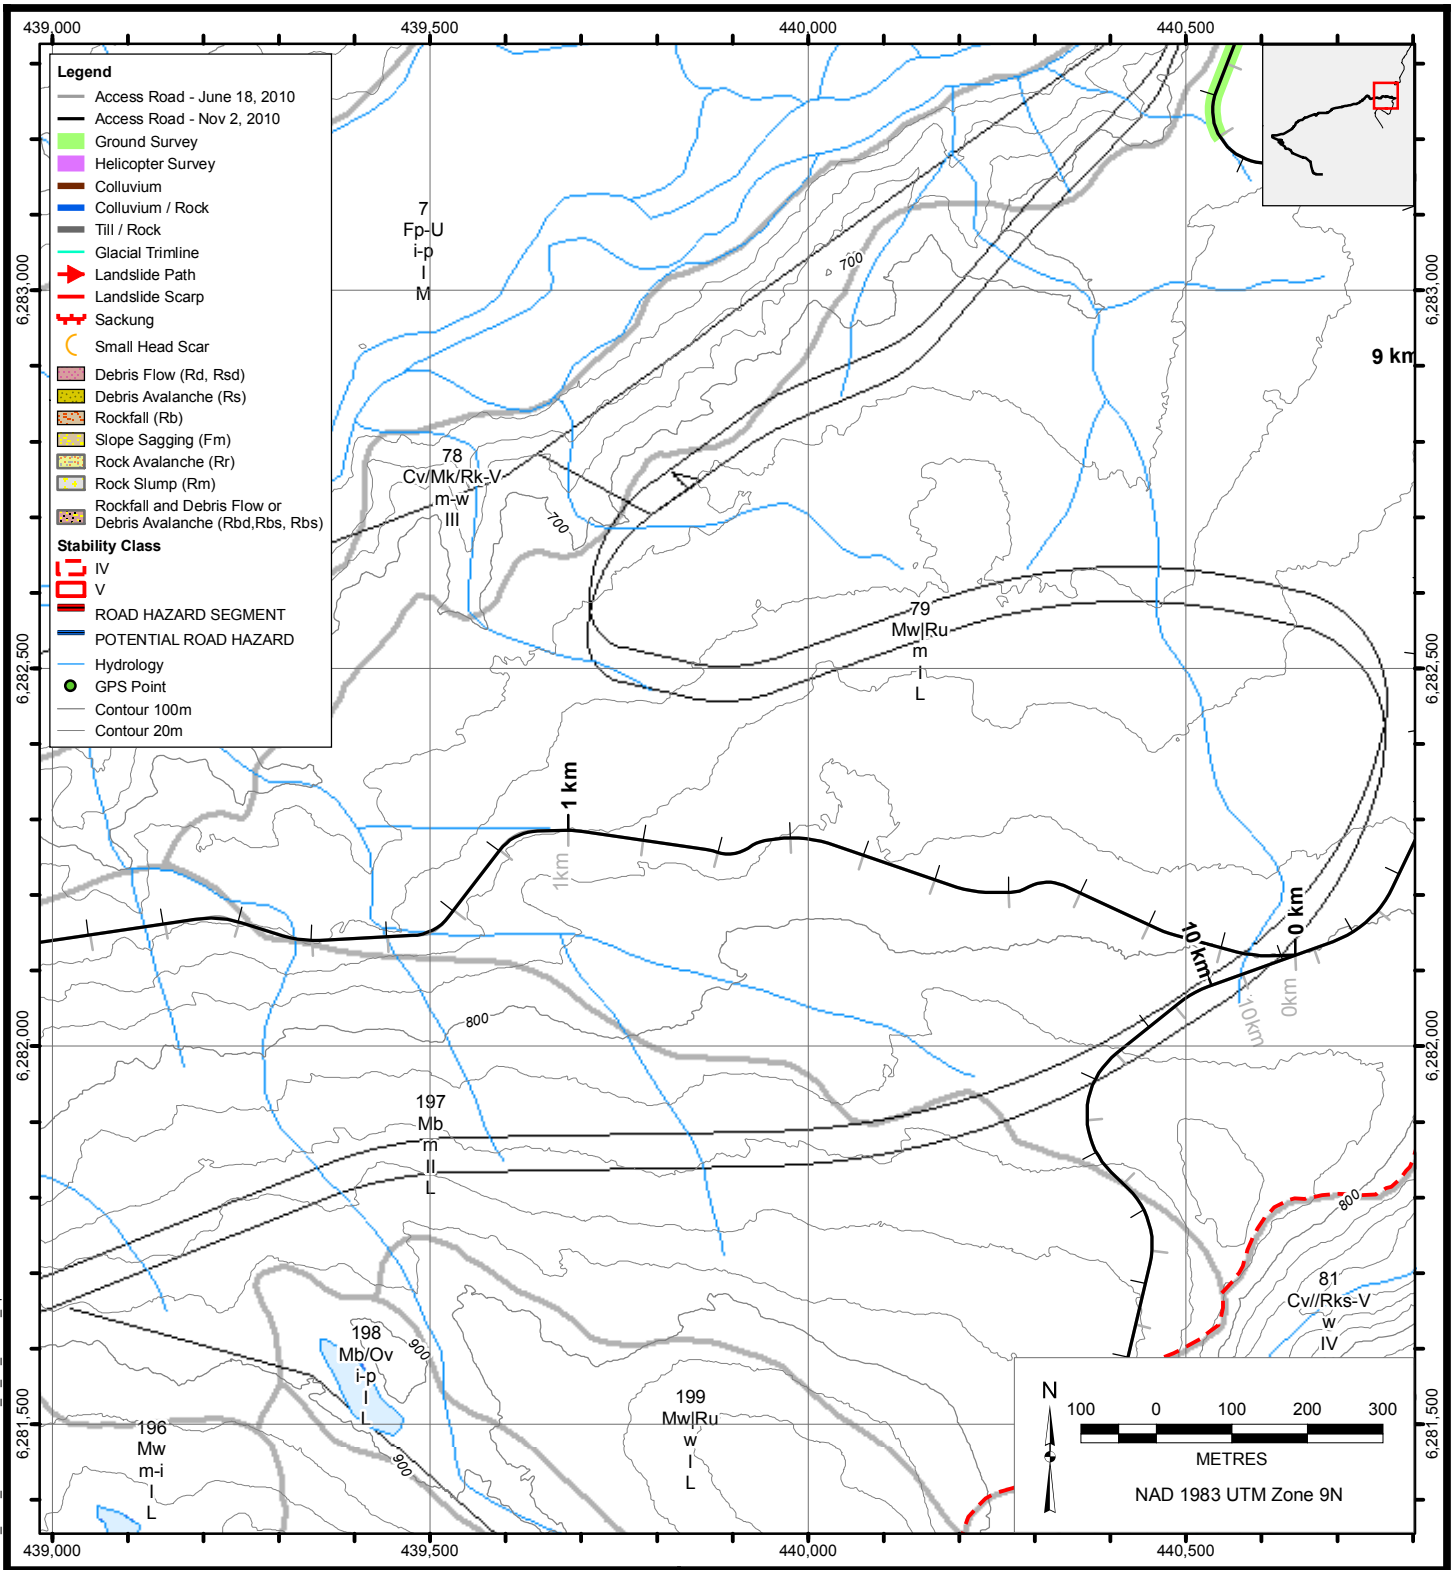 439,000
439,500
440,000
440,500
Legend
Access Road - June 18, 2010
Access Road - Nov 2, 2010
Ground Survey
Helicopter Survey
Colluvium
Colluvium / Rock
Till / Rock
Glacial Trimline
Landslide Path
Landslide Scarp
Sackung
Small Head Scar
Debris Flow (Rd, Rsd)
Debris Avalanche (Rs)
Rockfall (Rb)
Slope Sagging (Fm)
Rock Avalanche (Rr)
Rock Slump (Rm)
Rockfall and Debris Flow or
Debris Avalanche (Rbd,Rbs, Rbs)
Stability Class
IV
V
ROAD HAZARD SEGMENT
POTENTIAL ROAD HAZARD
Hydrology
GPS Point
Contour 100m
Contour 20m
7
Fp-U
i-p
I
M
700
6,283,000
6,283,000
9 km
78
Cv/Mk/Rk-V
m-w
III
700
79
Mw|Ru
m
I
L
6,282,500
6,282,500
1 km
1km
10 km
0 km
10km
0km
800
6,282,000
6,282,000
197
Mb
m
II
L
800
81
Cv//Rks-V
w
IV
198
Mb/Ov
i-p
I
L
900
199
Mw|Ru
w
I
L
196
Mw
m-i
I
L
900
6,281,500
6,281,500
N
100 0 100 200 300
METRES
NAD 1983 UTM Zone 9N
439,000
439,500
440,000
440,500